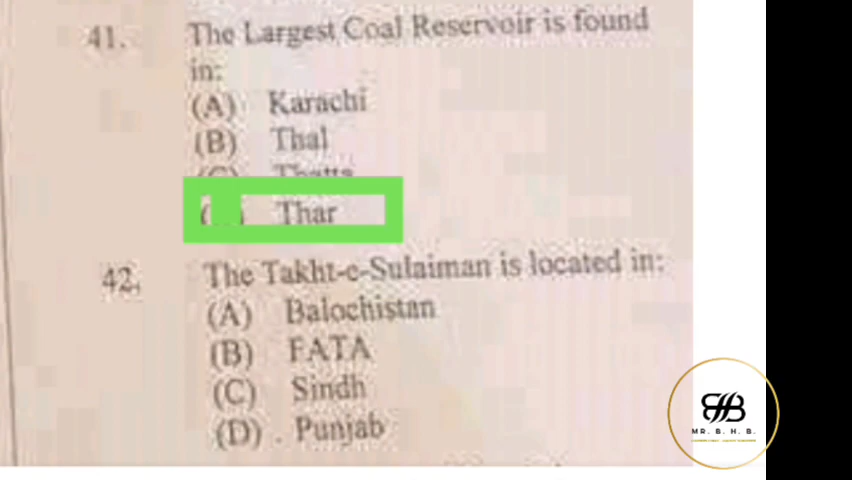 41. The Largest Coal Reservoir is found
in:
(A) Karachi
(B) Thal
(C) Thatta
Thar
42. The Takht-e-Sulaiman is located in:
(A) Balochistan
(B) FATA
(C) Sindh
(D) . Punjab
MR. B. H. B.